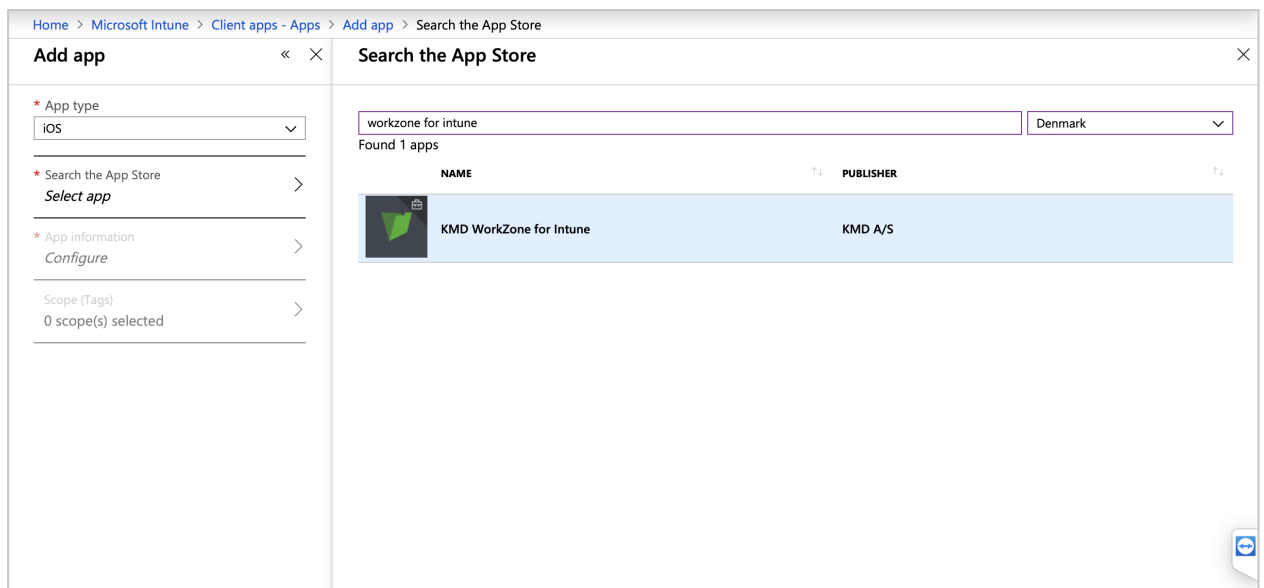 Home > Microsoft Intune > Client apps - Apps > Add app > Search the App Store
Add app
* App type
iOS
* Search the App Store
Select app
* App information
Configure
Scope (Tags)
0 scope(s) selected
Search the App Store
workzone for intune
Denmark
Found 1 apps
NAME
PUBLISHER
KMD WorkZone for Intune
KMD A/S